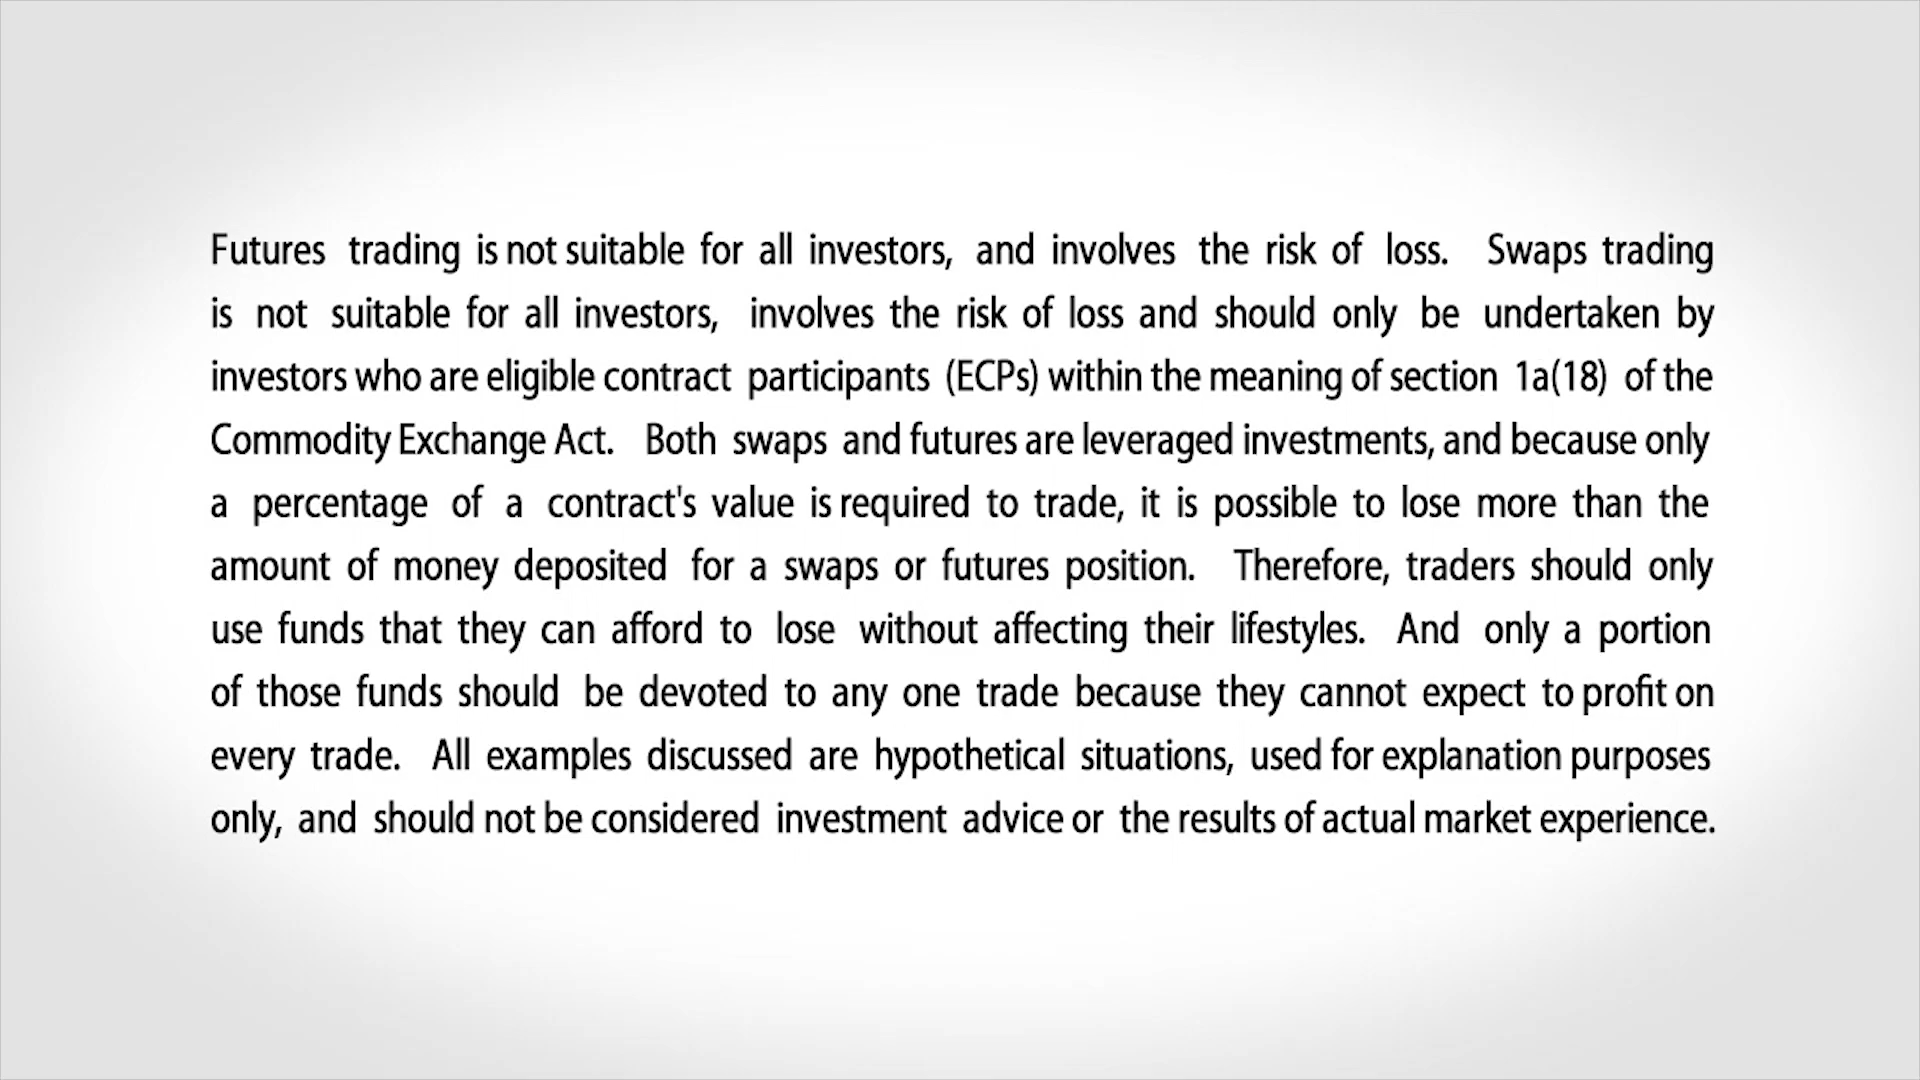 Futures trading is not suitable for all investors, and involves the risk of loss. Swaps trading
is not suitable for all investors, involves the risk of loss and should only be undertaken by
investors who are eligible contract participants (ECPs) within the meaning of section 1a(18) of the
Commodity Exchange Act. Both swaps and futures are leveraged investments, and because only
a percentage of a contract's value is required to trade, it is possible to lose more than the
amount of money deposited for a swaps or futures position. Therefore, traders should only
use funds that they can afford to lose without affecting their lifestyles. And only a portion
of those funds should be devoted to any one trade because they cannot expect to profit on
every trade. All examples discussed are hypothetical situations, used for explanation purposes
only, and should not be considered investment advice or the results of actual market experience.